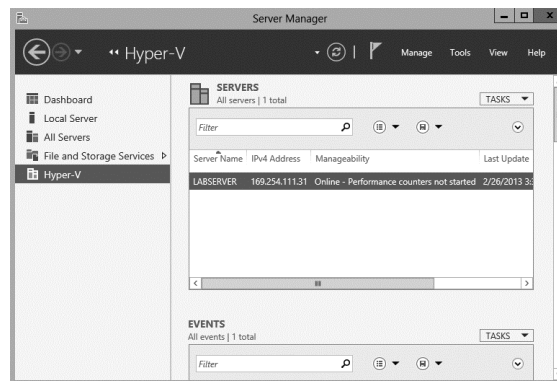 Server Manager
Hyper-V
Manage Tools View Help
Dashboard
Local Server
All Servers
File and Storage Services
Hyper-V
SERVERS
All servers | 1 total
TASKS
Filter
Server Name IPv4 Address Manageability Last Update
LABSERVER 169.254.111.31 Online - Performance counters not started 2/26/2013 3:
EVENTS
All events | 1 total
TASKS
Filter